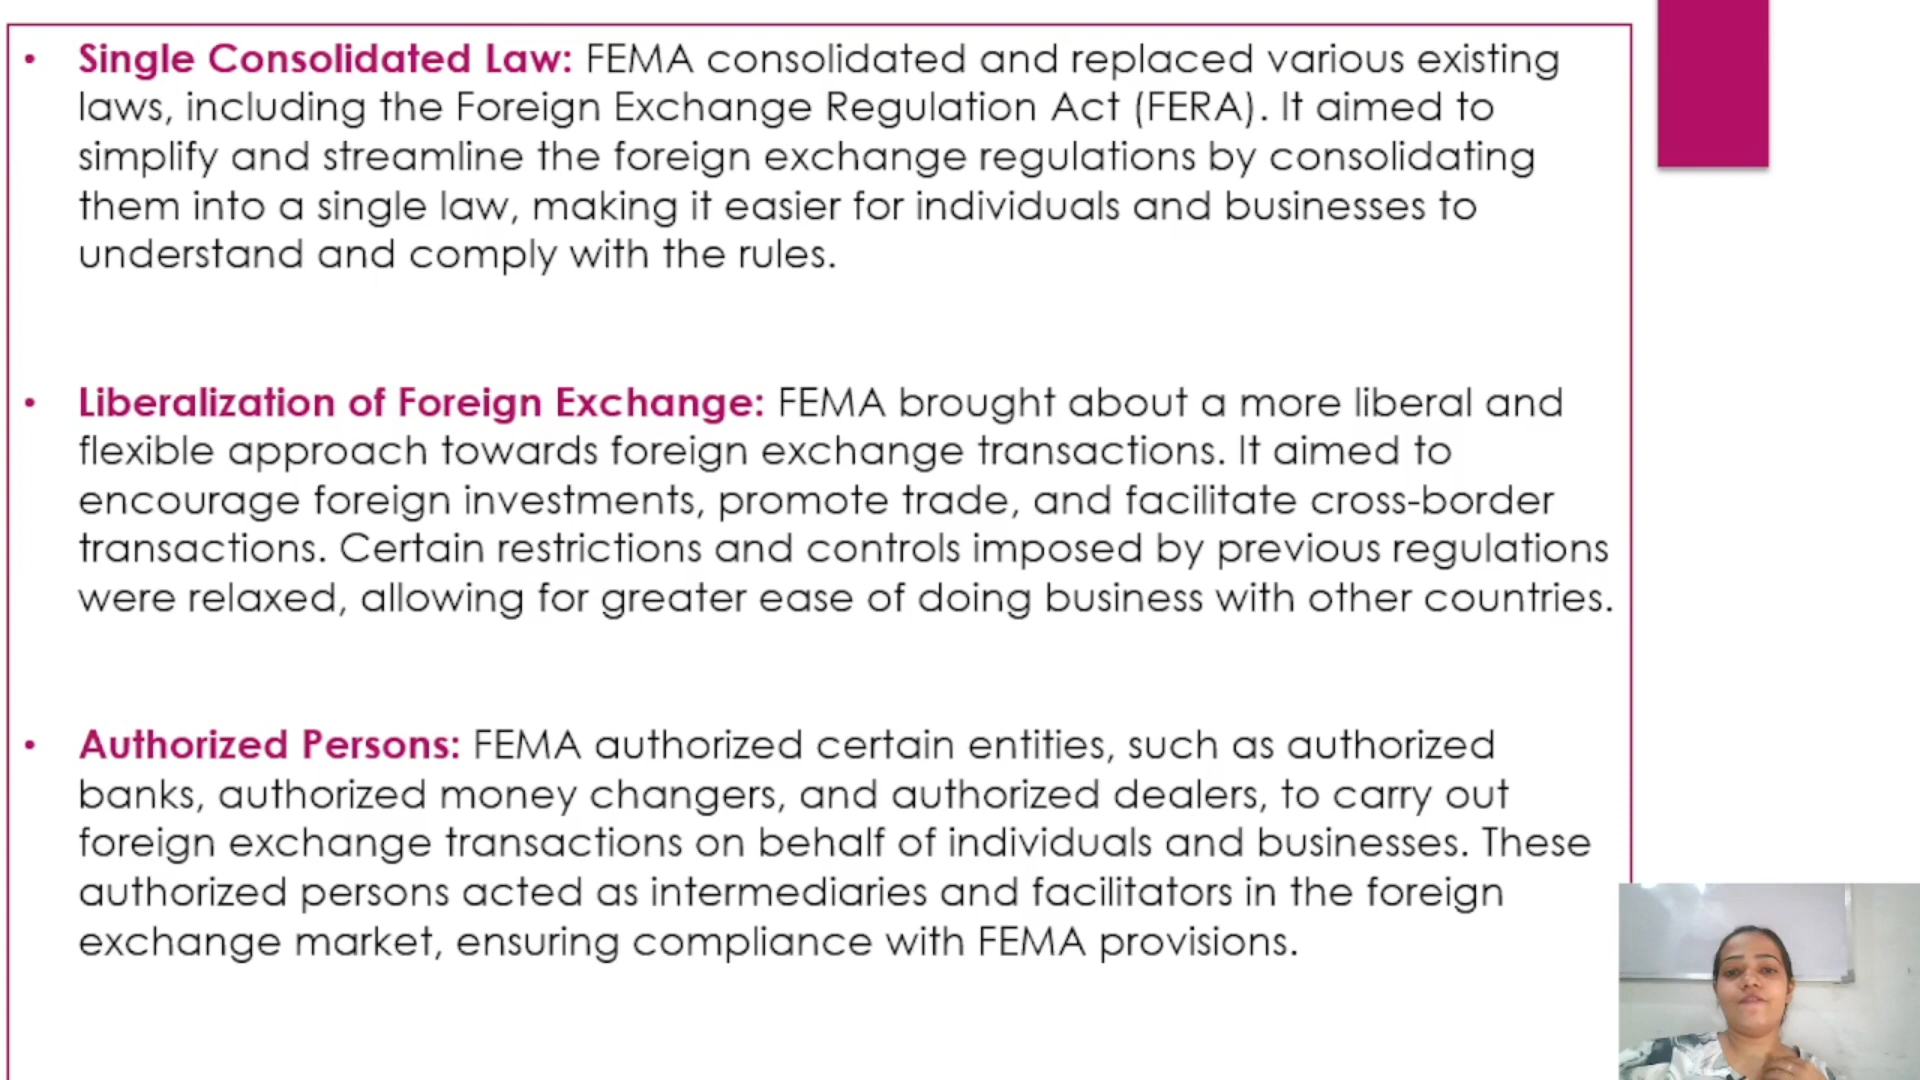 • Single Consolidated Law: FEMA consolidated and replaced various existing
laws, including the Foreign Exchange Regulation Act (FERA). It aimed to
simplify and streamline the foreign exchange regulations by consolidating
them into a single law, making it easier for individuals and businesses to
understand and comply with the rules.
• Liberalization of Foreign Exchange: FEMA brought about a more liberal and
flexible approach towards foreign exchange transactions. It aimed to
encourage foreign investments, promote trade, and facilitate cross-border
transactions. Certain restrictions and controls imposed by previous regulations
were relaxed, allowing for greater ease of doing business with other countries.
• Authorized Persons: FEMA authorized certain entities, such as authorized
banks, authorized money changers, and authorized dealers, to carry out
foreign exchange transactions on behalf of individuals and businesses. These
authorized persons acted as intermediaries and facilitators in the foreign
exchange market, ensuring compliance with FEMA provisions.